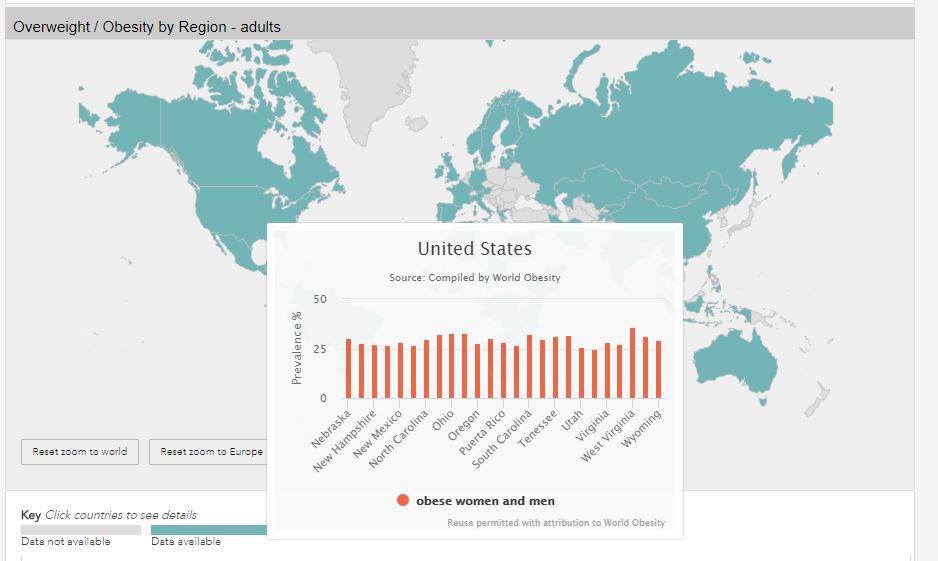 Overweight / Obesity by Region - adults
United States
Source: Compiled by World Obesity
Prevalence %
50
25
0
Nebraska
New Hampshire
New Mexico
North Carolina
Ohio
Oregon
Puerta Rico
South Carolina
Tenessee
Utah
Virginia
West Virginia
Wyoming
obese women and men
Reuse permitted with attribution to World Obesity
Reset zoom to world
Reset zoom to Europe
Key Click countries to see details
Data not available
Data available